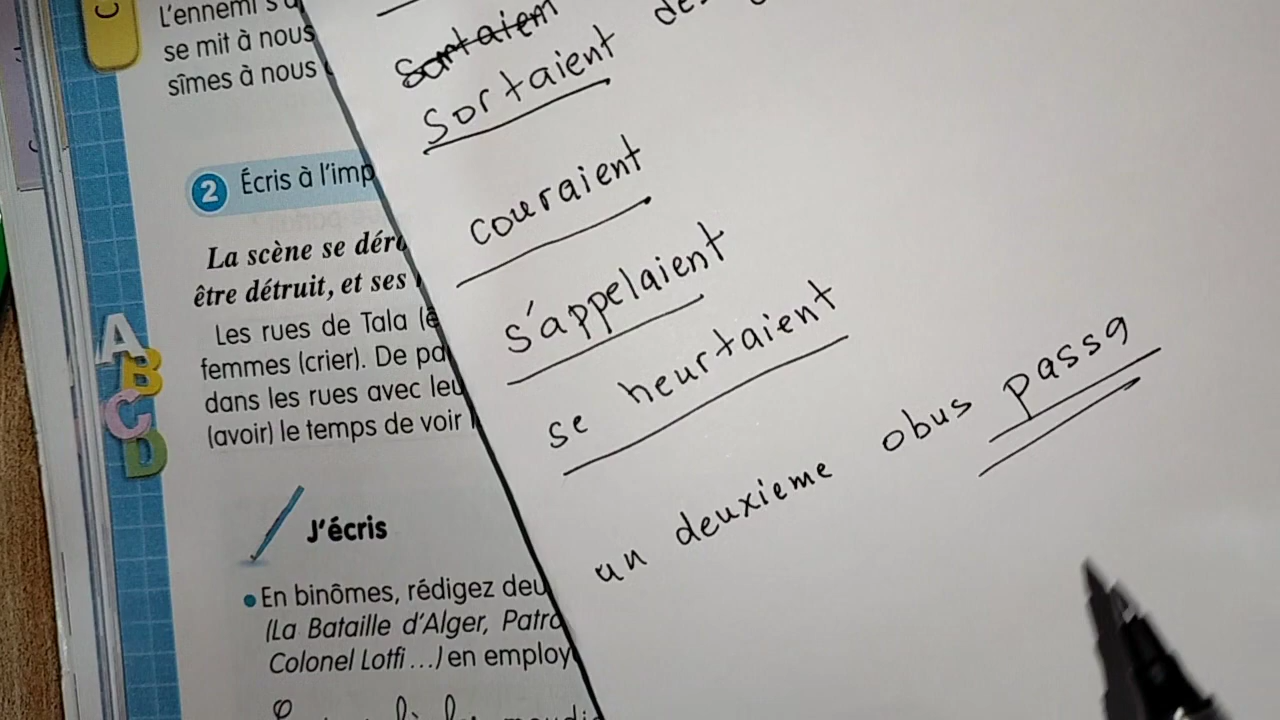 L'ennemi s'
se mit à nous
sîmes à nous
2 Écris à l'imp
La scène se déro
être détruit, et ses
Les rues de Tala (ê
femmes (crier). De pa
dans les rues avec leu
(avoir) le temps de voir
J'écris
• En binômes, rédigez deu
(La Bataille d'Alger, Patro
Colonel Lotfi...) en employ
A
B
C
D
Sortaient
Sortaient
couraient
s'appelaient
se heurtaient
un deuxieme obus passa